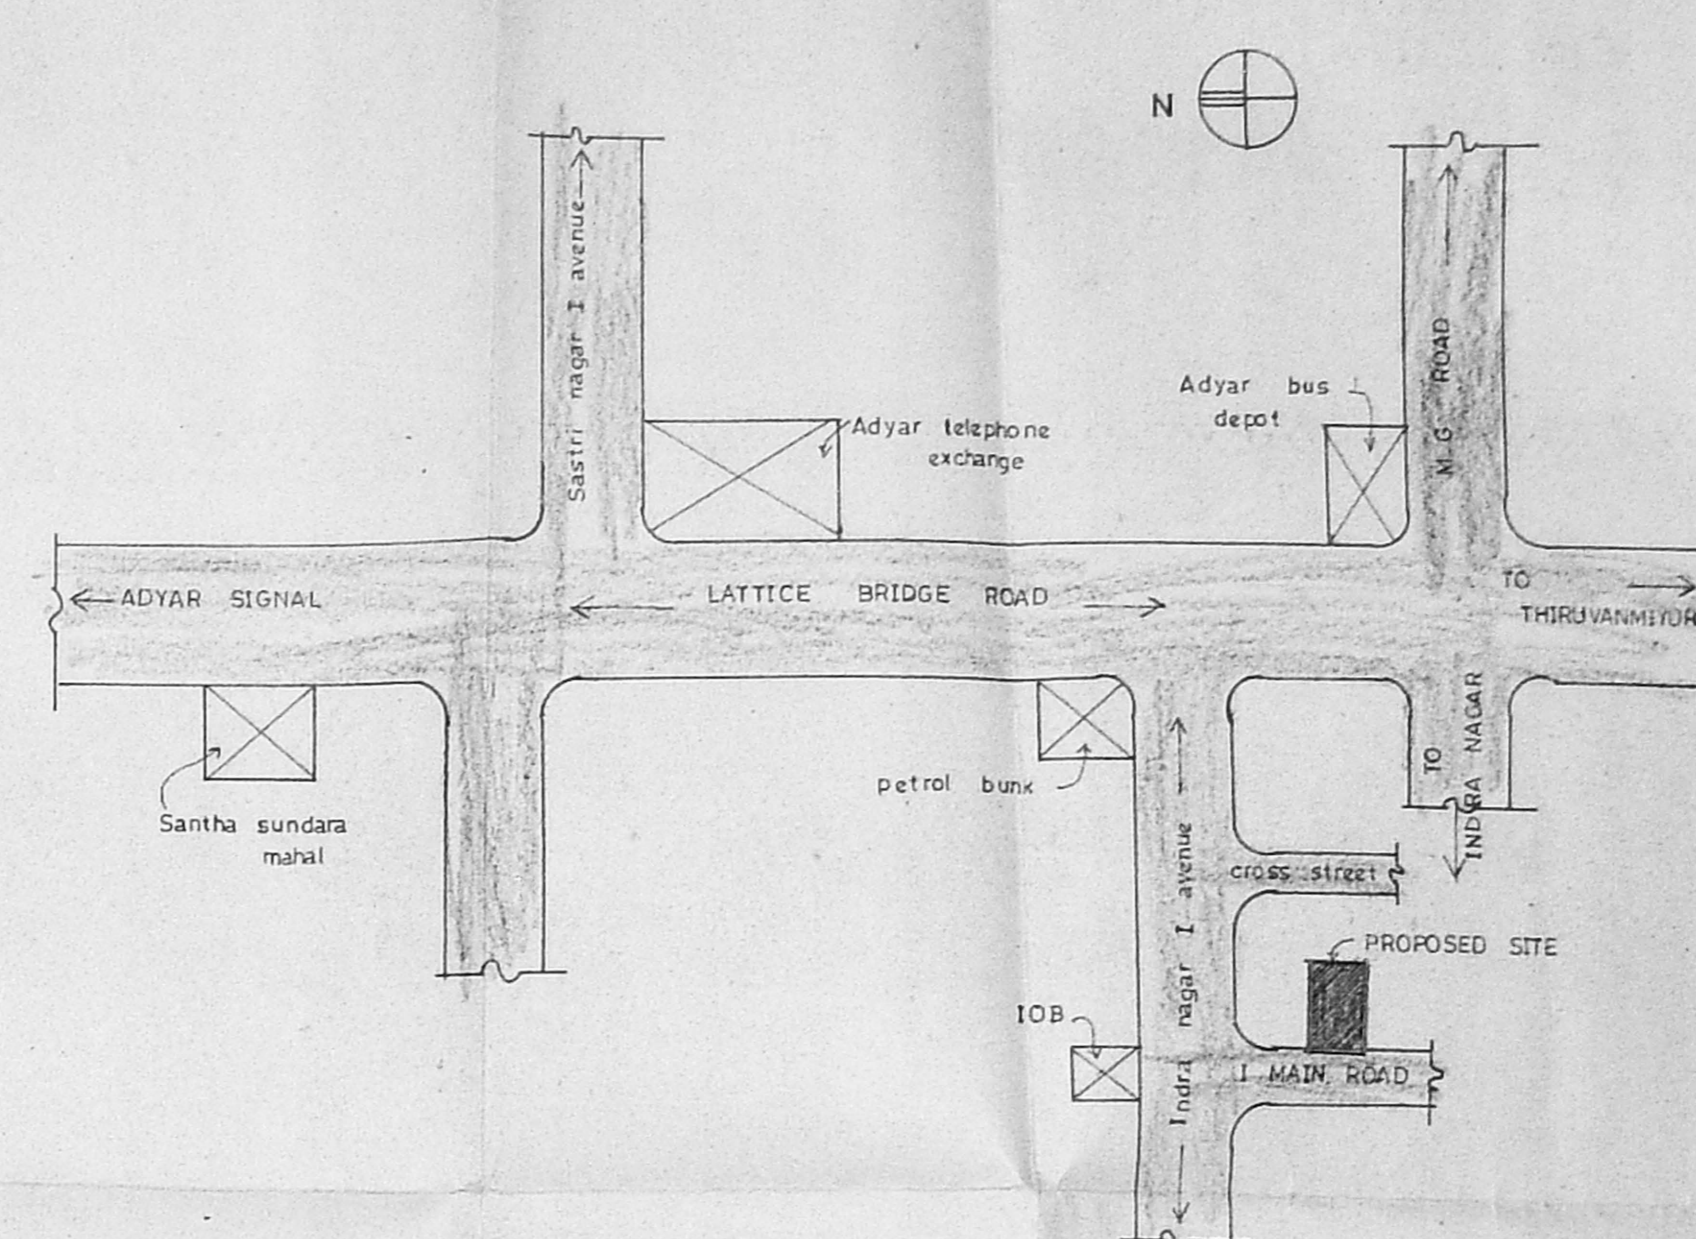 N
Sastri nagar I avenue
M.G ROAD
Adyar bus
depot
Adyar telephone
exchange
ADYAR SIGNAL
LATTICE BRIDGE ROAD
TO
THIRUVANMIYUR
TO
INDRA NAGAR
petrol bunk
Santha sundara
mahal
Indra nagar I avenue
cross street
PROPOSED SITE
IOB
I MAIN ROAD